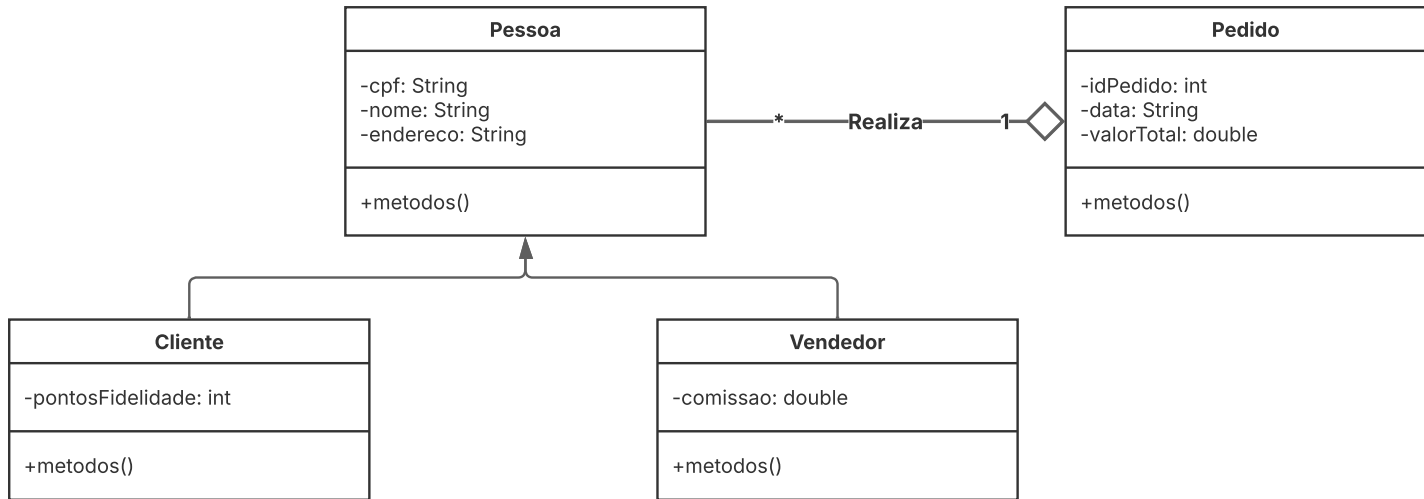 Pessoa
-cpf: String
-nome: String
-endereco: String
+metodos()
* Realiza 1
Pedido
-idPedido: int
-data: String
-valorTotal: double
+metodos()
Cliente
-pontosFidelidade: int
+metodos()
Vendedor
-comissao: double
+metodos()